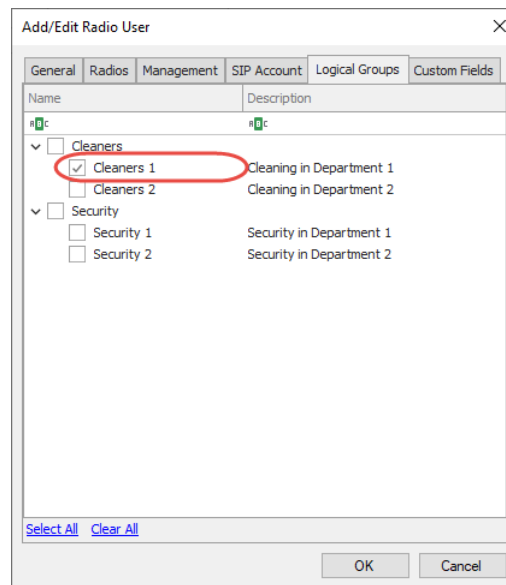 Add/Edit Radio User
General Radios Management SIP Account Logical Groups Custom Fields
Name Description
ABC ABC
Cleaners
Cleaners 1 Cleaning in Department 1
Cleaners 2 Cleaning in Department 2
Security
Security 1 Security in Department 1
Security 2 Security in Department 2
Select All Clear All
OK Cancel